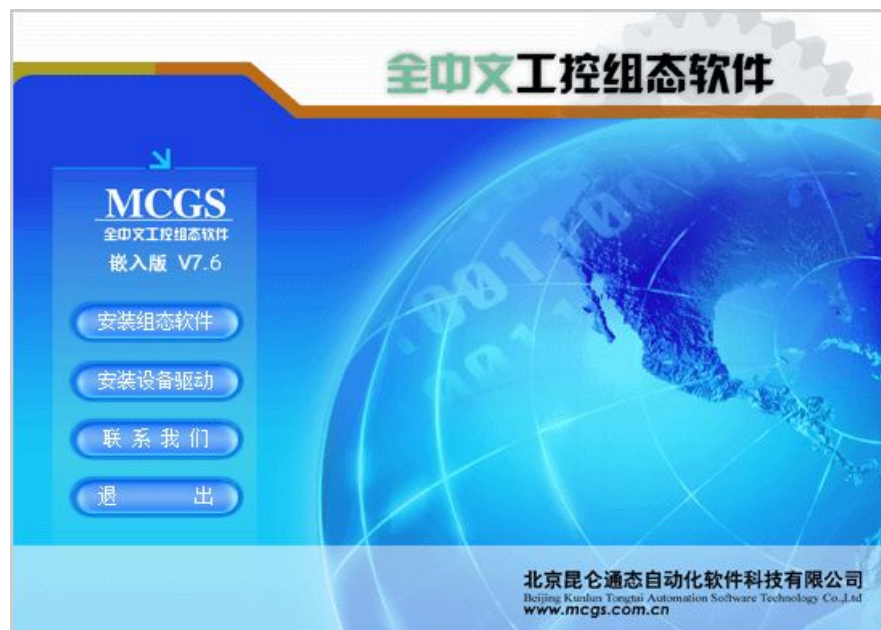 全中文工控组态软件
MCGS
全中文工控组态软件
嵌入版 V7.6
安装组态软件
安装设备驱动
联系我们
退 出
北京昆仑通态自动化软件科技有限公司
Beijing Kunlun Tongtai Automation Software Technology Co.,Ltd
www.mcgs.com.cn